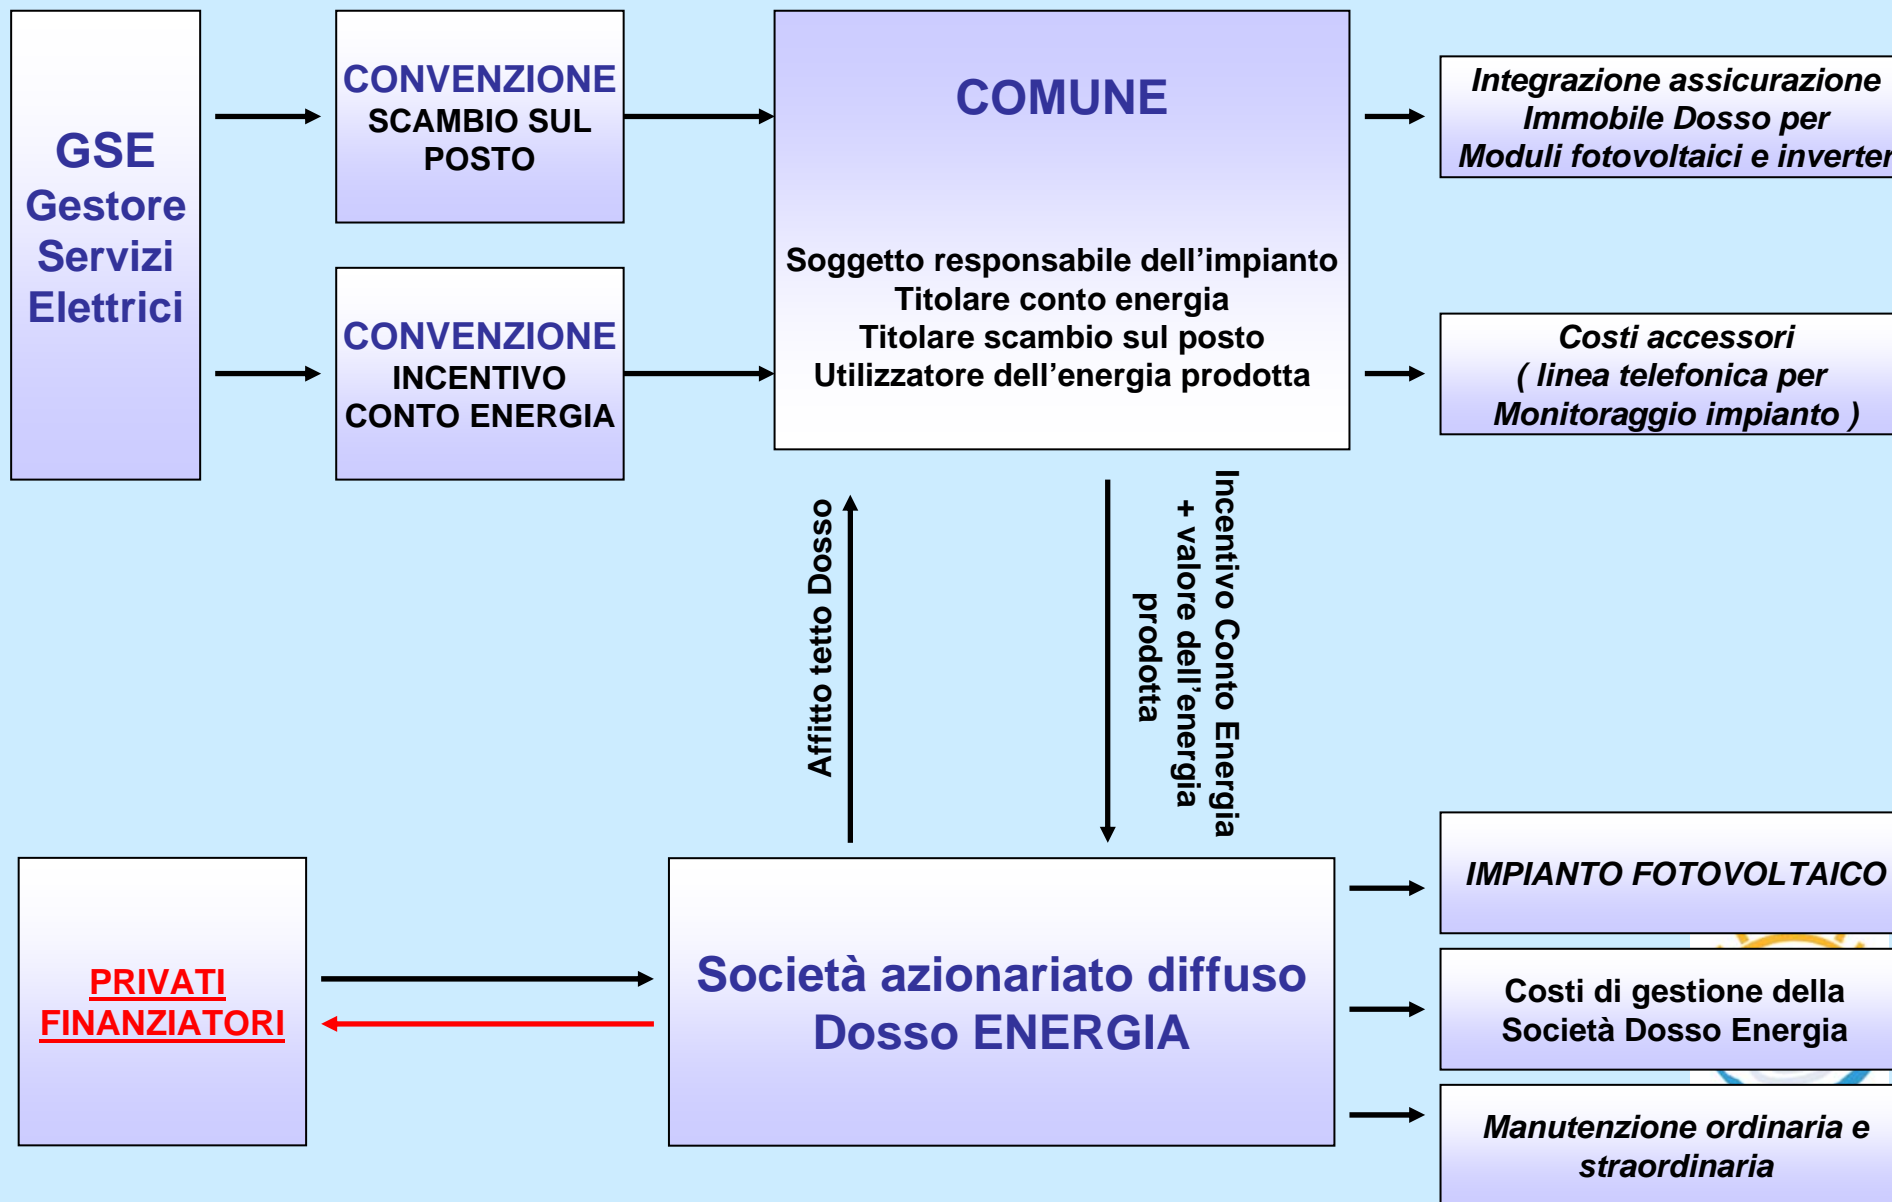 GSE
Gestore
Servizi
Elettrici
CONVENZIONE
SCAMBIO SUL
POSTO
CONVENZIONE
INCENTIVO
CONTO ENERGIA
COMUNE
Soggetto responsabile dell’impianto
Titolare conto energia
Titolare scambio sul posto
Utilizzatore dell’energia prodotta
Integrazione assicurazione
Immobile Dosso per
Moduli fotovoltaici e inverter
Costi accessori
( linea telefonica per
Monitoraggio impianto )
Affitto tetto Dosso
Incentivo Conto Energia
+ valore dell’energia
prodotta
PRIVATI
FINANZIATORI
Società azionariato diffuso
Dosso ENERGIA
IMPIANTO FOTOVOLTAICO
Costi di gestione della
Società Dosso Energia
Manutenzione ordinaria e
straordinaria